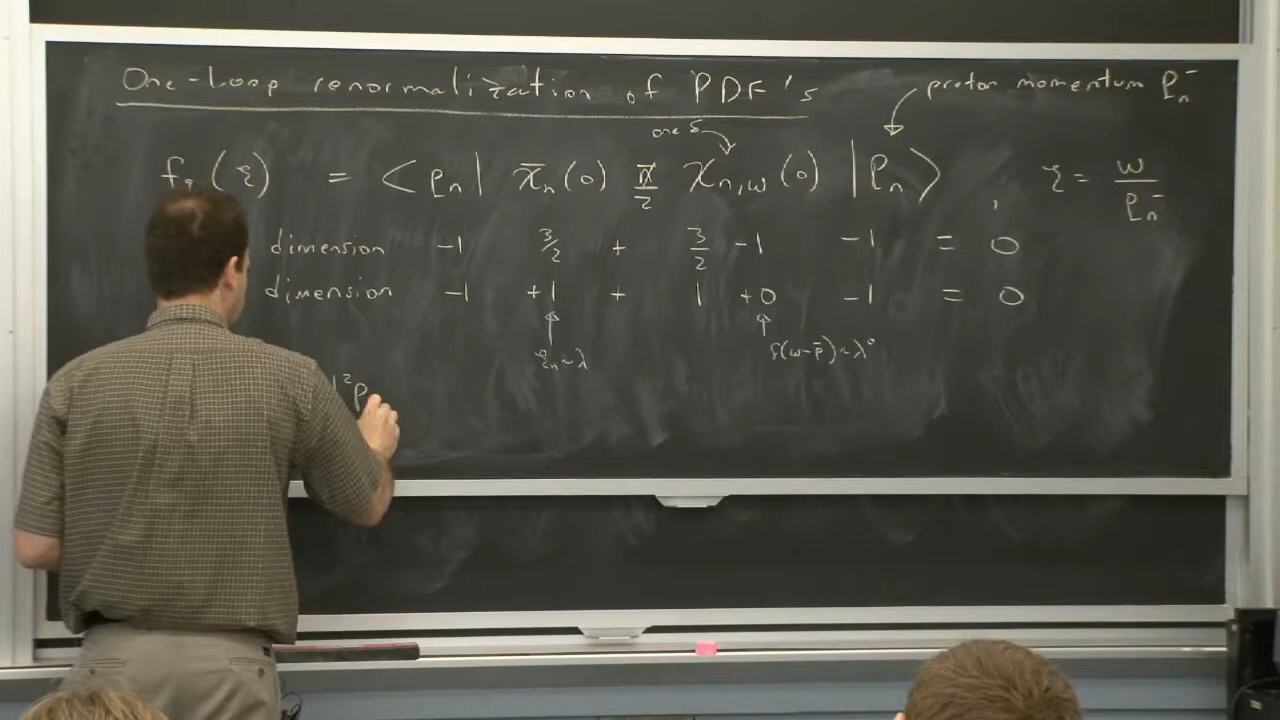 One-Loop renormalization of PDF's
proton momentum P_n^-
one δ
f_q(ξ) = <P_n| χ̄_n(0) n̸̄/2 χ_{n,ω}(0) |P_n> , ξ = ω/P_n^-
dimension -1 3/2 + 3/2 -1 -1 = 0
dimension -1 +1 + 1 +0 -1 = 0
ξ_n ~ λ δ(ω-p̄) ~ λ^0
²P